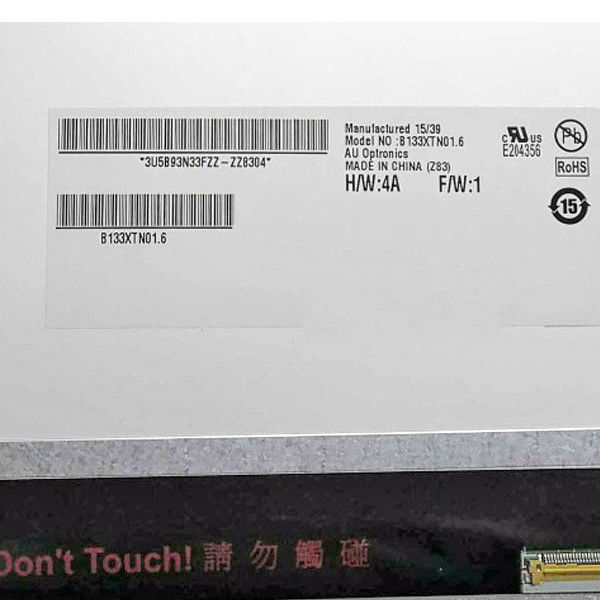 *3U5B93N33FZZ-ZZ8304*
B133XTN01.6
Manufactured 15/39
Model NO :B133XTN01.6
AU Optronics
MADE IN CHINA (Z83)
H/W:4A F/W:1
c RU us
E204356
Pb
RoHS
15
Don't Touch! 請勿觸碰